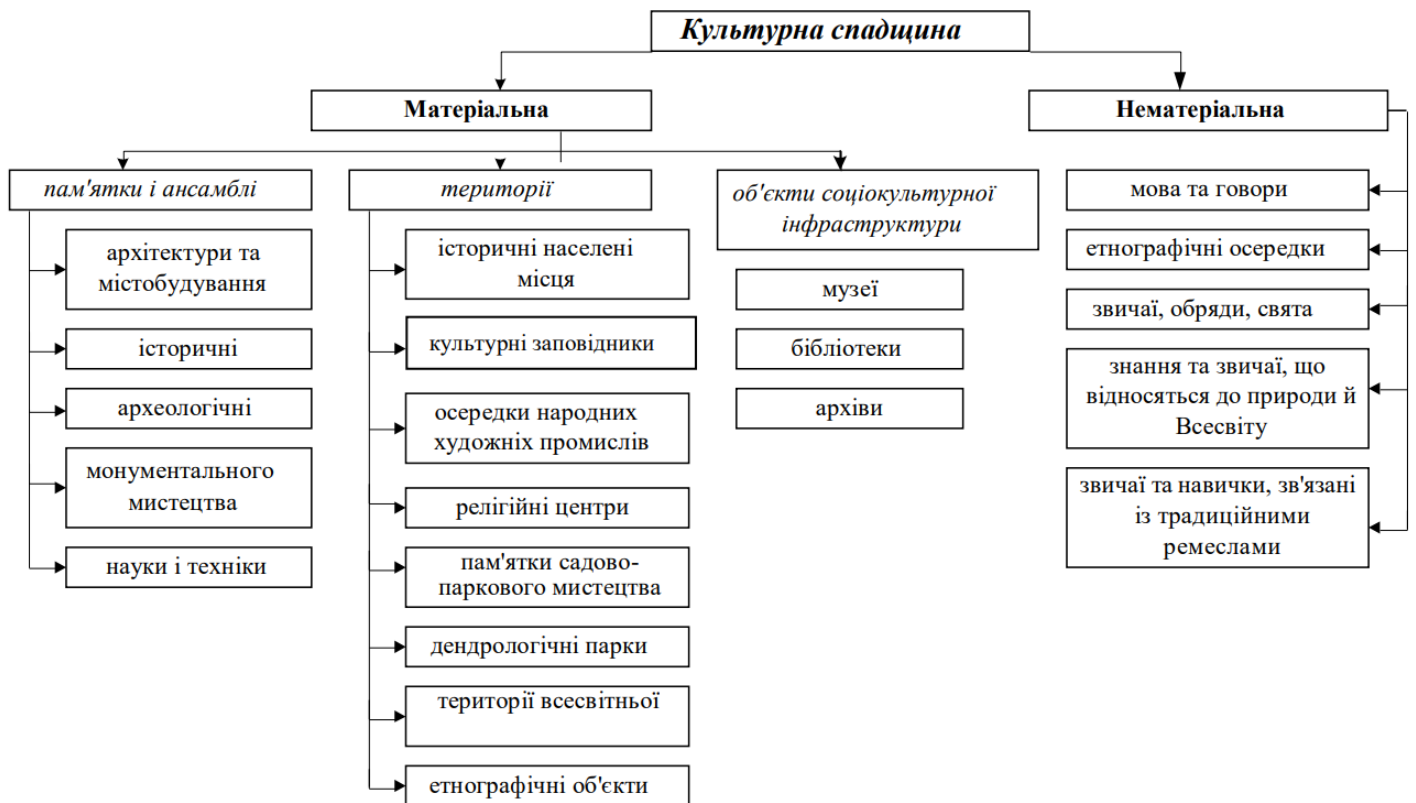 Культурна спадщина
Матеріальна
Нематеріальна
пам'ятки і ансамблі
архітектури та
містобудування
історичні
археологічні
монументального
мистецтва
науки і техніки
території
історичні населені
місця
культурні заповідники
осередки народних
художніх промислів
релігійні центри
пам'ятки садово-
паркового мистецтва
дендрологічні парки
території всесвітньої
етнографічні об'єкти
об'єкти соціокультурної
інфраструктури
музеї
бібліотеки
архіви
мова та говори
етнографічні осередки
звичаї, обряди, свята
знання та звичаї, що
відносяться до природи й
Всесвіту
звичаї та навички, зв'язані
із традиційними
ремеслами